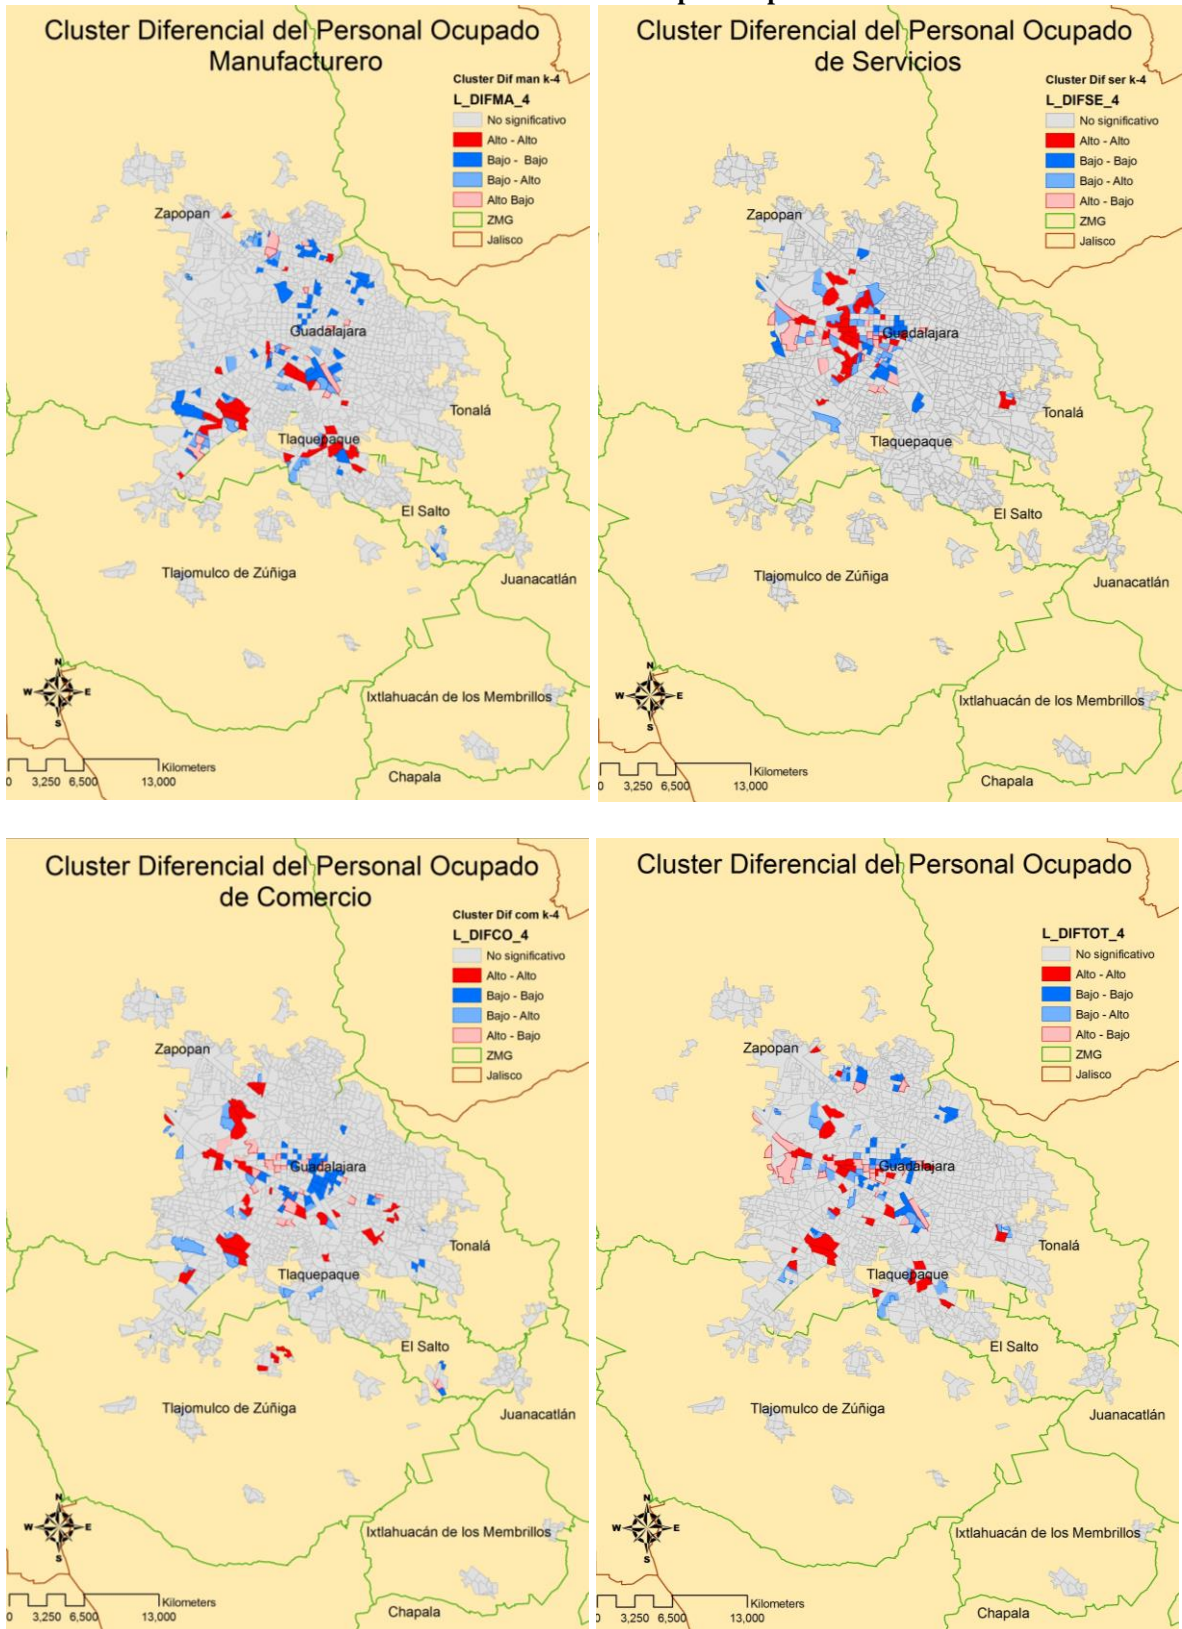 Cluster Diferencial del Personal Ocupado
Manufacturero
Cluster Dif man k-4
L_DIFMA_4
No significativo
Alto - Alto
Bajo - Bajo
Bajo - Alto
Alto Bajo
ZMG
Jalisco
Zapopan
Guadalajara
Tonalá
Tlaquepaque
El Salto
Tlajomulco de Zúñiga
Juanacatlán
N
W E
S
Ixtlahuacán de los Membrillos
Kilometers
0 3,250 6,500 13,000
Chapala
Cluster Diferencial del Personal Ocupado
de Servicios
Cluster Dif ser k-4
L_DIFSE_4
No significativo
Alto - Alto
Bajo - Bajo
Bajo - Alto
Alto - Bajo
ZMG
Jalisco
Zapopan
Guadalajara
Tonalá
Tlaquepaque
El Salto
Tlajomulco de Zúñiga
Juanacatlán
N
W E
S
Ixtlahuacán de los Membrillos
Kilometers
0 3,250 6,500 13,000
Chapala
Cluster Diferencial del Personal Ocupado
de Comercio
Cluster Dif com k-4
L_DIFCO_4
No significativo
Alto - Alto
Bajo - Bajo
Bajo - Alto
Alto - Bajo
ZMG
Jalisco
Zapopan
Guadalajara
Tonalá
Tlaquepaque
El Salto
Tlajomulco de Zúñiga
Juanacatlán
N
W E
S
Ixtlahuacán de los Membrillos
Kilometers
0 3,250 6,500 13,000
Chapala
Cluster Diferencial del Personal Ocupado
L_DIFTOT_4
No significativo
Alto - Alto
Bajo - Bajo
Bajo - Alto
Alto - Bajo
ZMG
Jalisco
Zapopan
Guadalajara
Tonalá
Tlaquepaque
El Salto
Tlajomulco de Zúñiga
Juanacatlán
N
W E
S
Ixtlahuacán de los Membrillos
Kilometers
0 3,250 6,500 13,000
Chapala